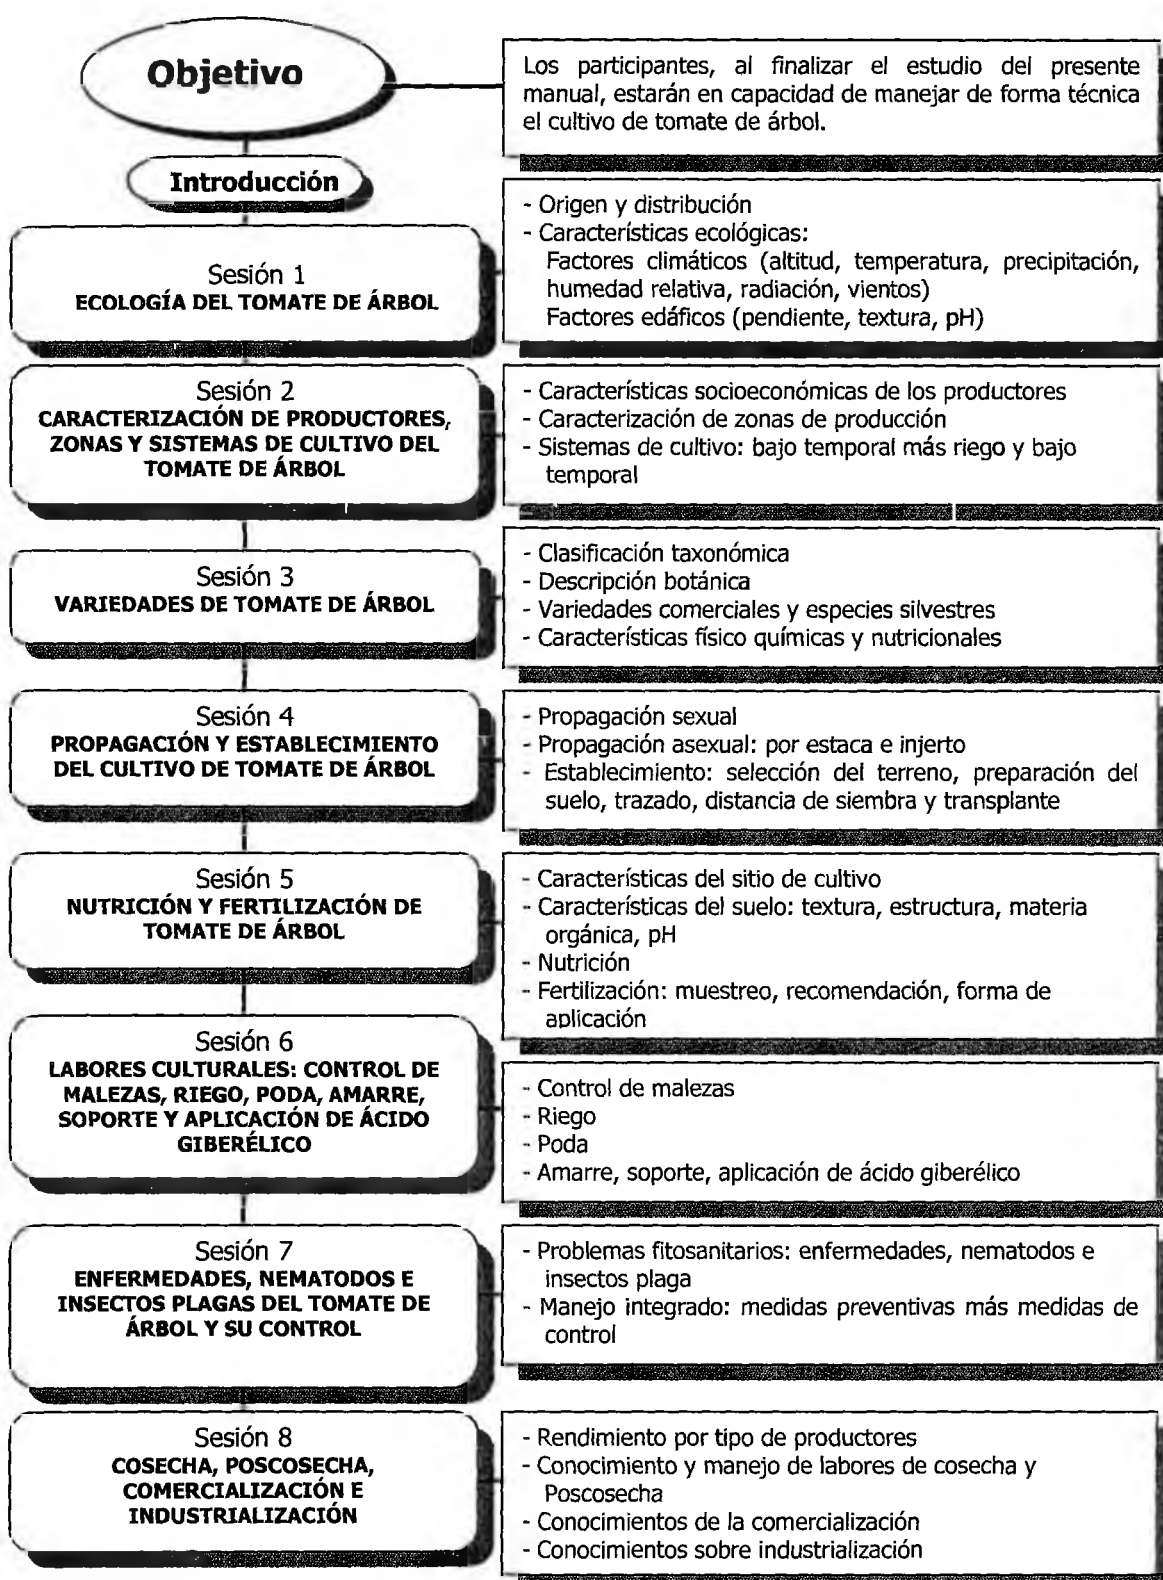 Objetivo
Los participantes, al finalizar el estudio del presente
manual, estarán en capacidad de manejar de forma técnica
el cultivo de tomate de árbol.
Introducción
Sesión 1
ECOLOGÍA DEL TOMATE DE ÁRBOL
- Origen y distribución
- Características ecológicas:
Factores climáticos (altitud, temperatura, precipitación,
humedad relativa, radiación, vientos)
Factores edáficos (pendiente, textura, pH)
Sesión 2
CARACTERIZACIÓN DE PRODUCTORES,
ZONAS Y SISTEMAS DE CULTIVO DEL
TOMATE DE ÁRBOL
- Características socioeconómicas de los productores
- Caracterización de zonas de producción
- Sistemas de cultivo: bajo temporal más riego y bajo
temporal
Sesión 3
VARIEDADES DE TOMATE DE ÁRBOL
- Clasificación taxonómica
- Descripción botánica
- Variedades comerciales y especies silvestres
- Características físico químicas y nutricionales
Sesión 4
PROPAGACIÓN Y ESTABLECIMIENTO
DEL CULTIVO DE TOMATE DE ÁRBOL
- Propagación sexual
- Propagación asexual: por estaca e injerto
- Establecimiento: selección del terreno, preparación del
suelo, trazado, distancia de siembra y transplante
Sesión 5
NUTRICIÓN Y FERTILIZACIÓN DE
TOMATE DE ÁRBOL
- Características del sitio de cultivo
- Características del suelo: textura, estructura, materia
orgánica, pH
- Nutrición
- Fertilización: muestreo, recomendación, forma de
aplicación
Sesión 6
LABORES CULTURALES: CONTROL DE
MALEZAS, RIEGO, PODA, AMARRE,
SOPORTE Y APLICACIÓN DE ÁCIDO
GIBERÉLICO
- Control de malezas
- Riego
- Poda
- Amarre, soporte, aplicación de ácido giberélico
Sesión 7
ENFERMEDADES, NEMATODOS E
INSECTOS PLAGAS DEL TOMATE DE
ÁRBOL Y SU CONTROL
- Problemas fitosanitarios: enfermedades, nematodos e
insectos plaga
- Manejo integrado: medidas preventivas más medidas de
control
Sesión 8
COSECHA, POSCOSECHA,
COMERCIALIZACIÓN E
INDUSTRIALIZACIÓN
- Rendimiento por tipo de productores
- Conocimiento y manejo de labores de cosecha y
Poscosecha
- Conocimientos de la comercialización
- Conocimientos sobre industrialización